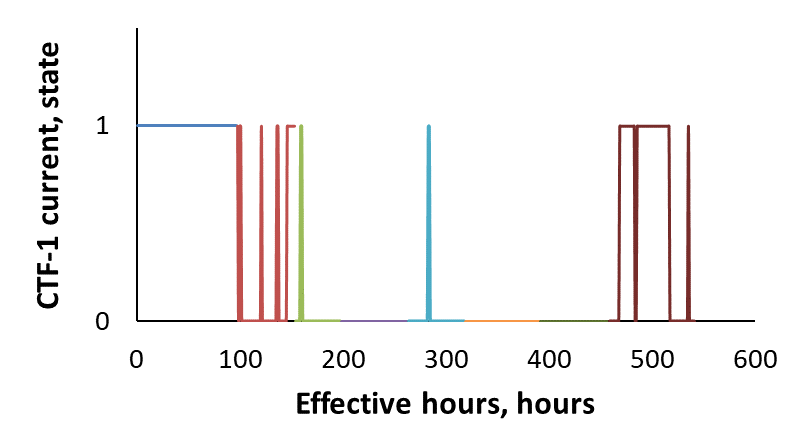 CTF-1 current, state
1
0
0 100 200 300 400 500 600
Effective hours, hours